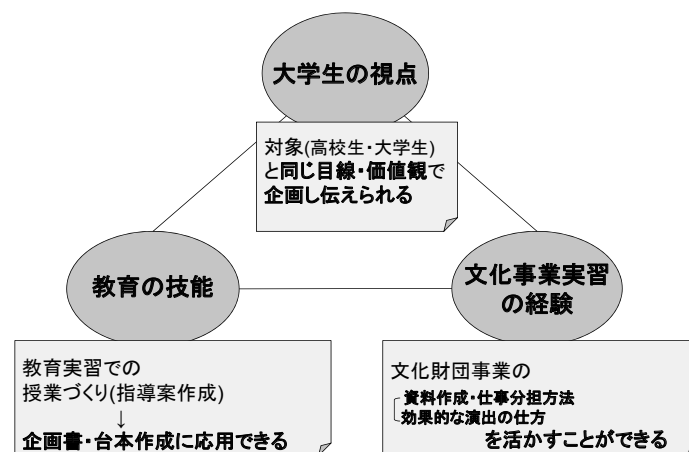 大学生の視点
対象(高校生・大学生)
と同じ目線・価値観で
企画し伝えられる
教育の技能
文化事業実習
の経験
教育実習での
授業づくり(指導案作成)
↓
企画書・台本作成に応用できる
文化財団事業の
資料作成・仕事分担方法
効果的な演出の仕方
を活かすことができる